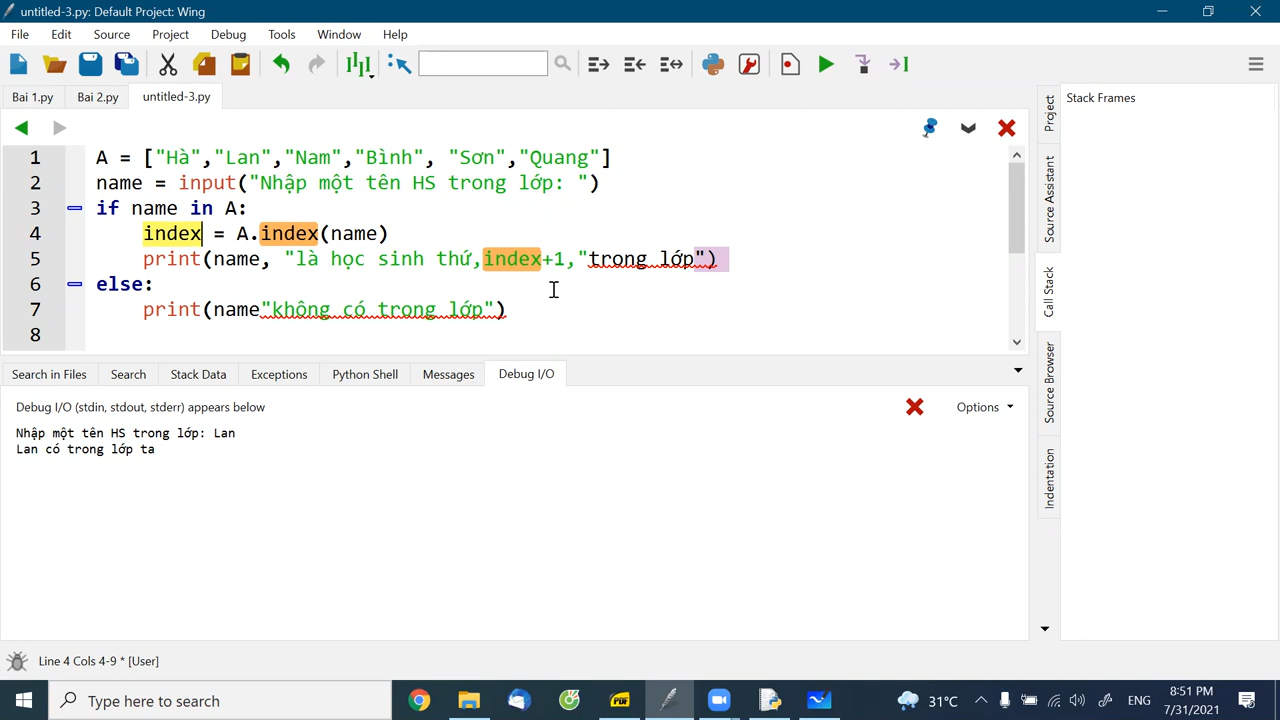 untitled-3.py: Default Project: Wing
File Edit Source Project Debug Tools Window Help
Bai 1.py Bai 2.py untitled-3.py
Stack Frames
1 A = ["Hà","Lan","Nam","Bình", "Sơn","Quang"]
2 name = input("Nhập một tên HS trong lớp: ")
3 if name in A:
4 index = A.index(name)
5 print(name, "là học sinh thứ,index+1,"trong lớp")
6 else:
7 print(name"không có trong lớp")
8
Project
Source Assistant
Call Stack
Source Browser
Indentation
Search in Files Search Stack Data Exceptions Python Shell Messages Debug I/O
Debug I/O (stdin, stdout, stderr) appears below
Options
Nhập một tên HS trong lớp: Lan
Lan có trong lớp ta
Line 4 Cols 4-9 * [User]
Type here to search
PDF
31°C
ENG
8:51 PM
7/31/2021